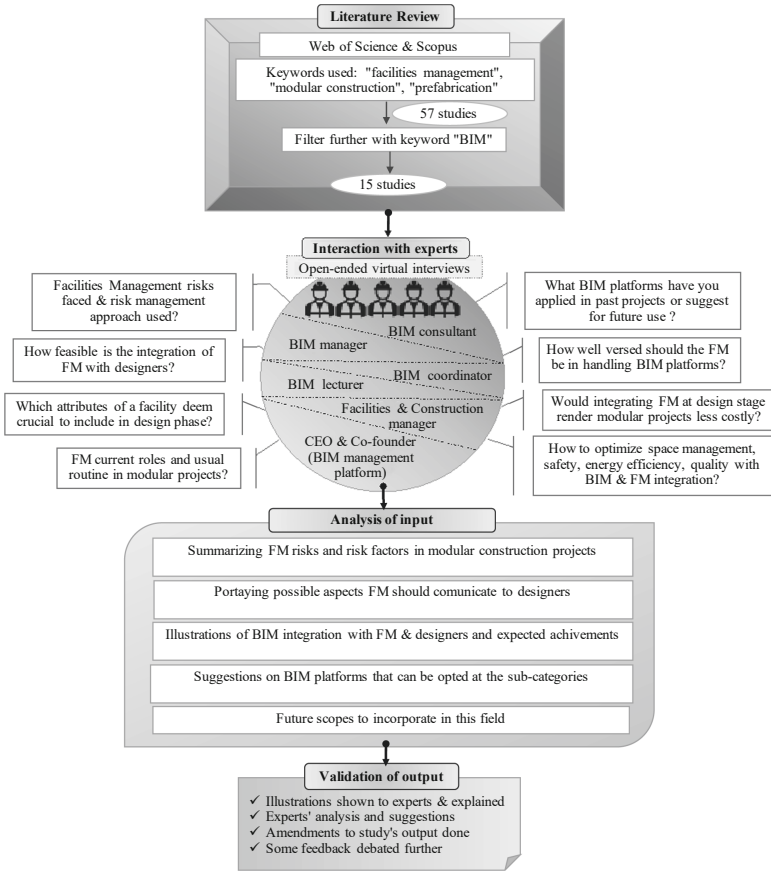 Literature Review
Web of Science & Scopus
Keywords used: "facilities management",
"modular construction", "prefabrication"
57 studies
Filter further with keyword "BIM"
15 studies
Interaction with experts
Open-ended virtual interviews
Facilities Management risks
faced & risk management
approach used?
How feasible is the integration of
FM with designers?
Which attributes of a facility deem
crucial to include in design phase?
FM current roles and usual
routine in modular projects?
BIM consultant
BIM manager
BIM coordinator
BIM lecturer
Facilities & Construction
manager
CEO & Co-founder
(BIM management
platform)
What BIM platforms have you
applied in past projects or suggest
for future use ?
How well versed should the FM
be in handling BIM platforms?
Would integrating FM at design stage
render modular projects less costly?
How to optimize space management,
safety, energy efficiency, quality with
BIM & FM integration?
Analysis of input
Summarizing FM risks and risk factors in modular construction projects
Portaying possible aspects FM should comunicate to designers
Illustrations of BIM integration with FM & designers and expected achivements
Suggestions on BIM platforms that can be opted at the sub-categories
Future scopes to incorporate in this field
Validation of output
✓ Illustrations shown to experts & explained
✓ Experts' analysis and suggestions
✓ Amendments to study's output done
✓ Some feedback debated further